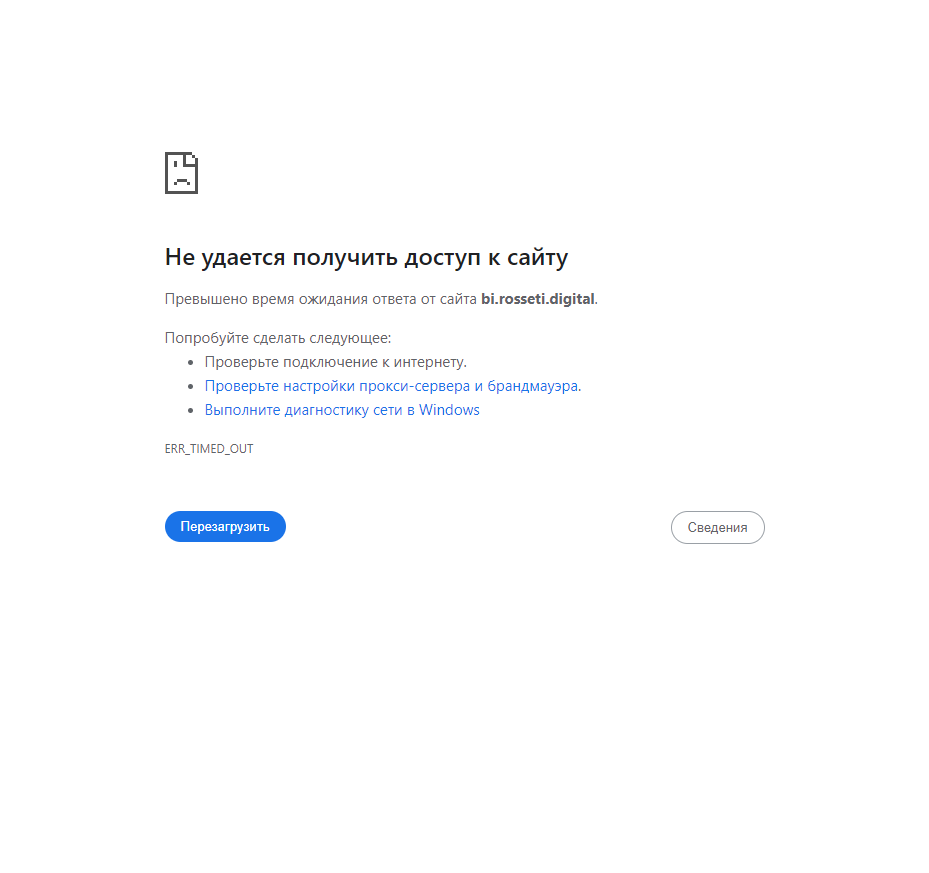 Не удается получить доступ к сайту
Превышено время ожидания ответа от сайта bi.rosseti.digital.
Попробуйте сделать следующее:
Проверьте подключение к интернету.
Проверьте настройки прокси-сервера и брандмауэра.
Выполните диагностику сети в Windows
ERR_TIMED_OUT
Перезагрузить
Сведения